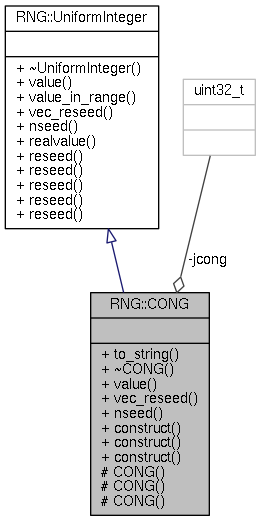 RNG::UniformInteger
+ ~UniformInteger()
+ value()
+ value_in_range()
+ vec_reseed()
+ nseed()
+ realvalue()
+ reseed()
+ reseed()
+ reseed()
+ reseed()
+ reseed()
uint32_t
-jcong
RNG::CONG
+ to_string()
+ ~CONG()
+ value()
+ vec_reseed()
+ nseed()
+ construct()
+ construct()
+ construct()
# CONG()
# CONG()
# CONG()